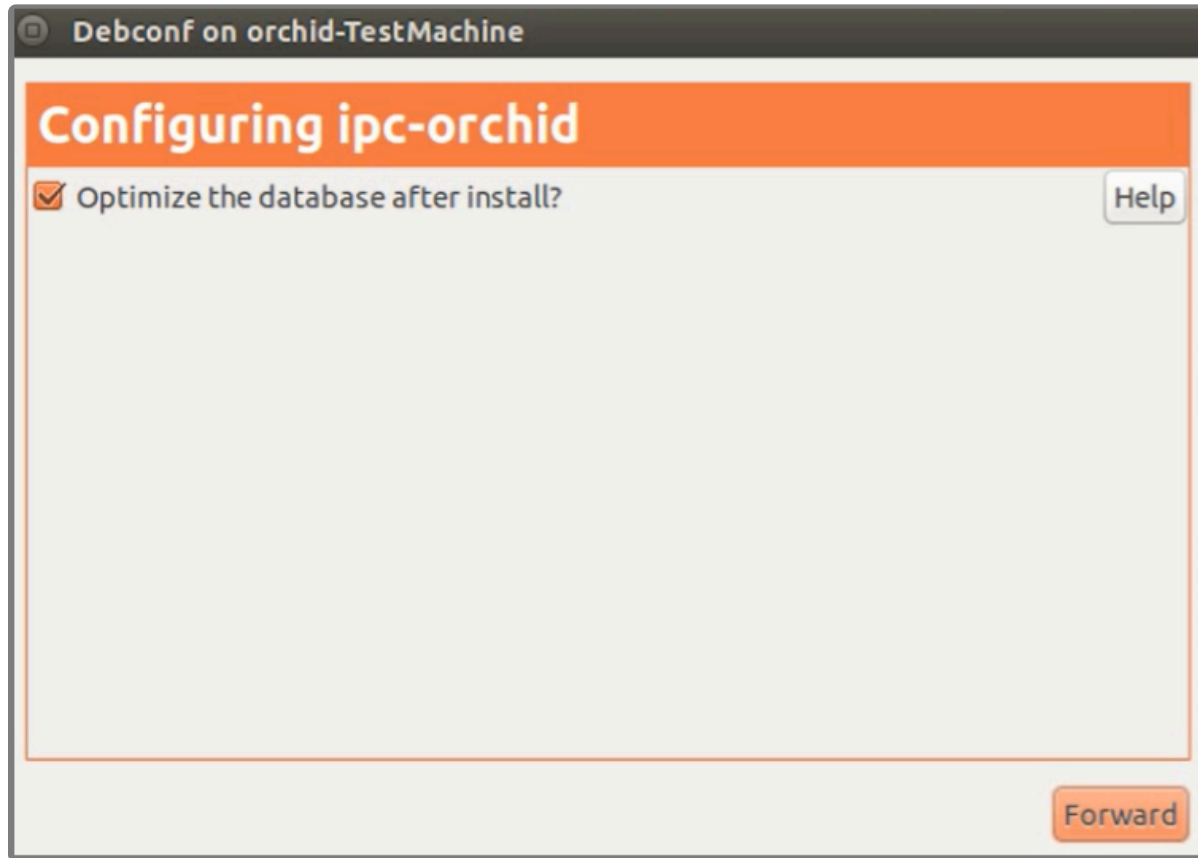 Debconf on orchid-TestMachine
Configuring ipc-orchid
Optimize the database after install?
Help
Forward